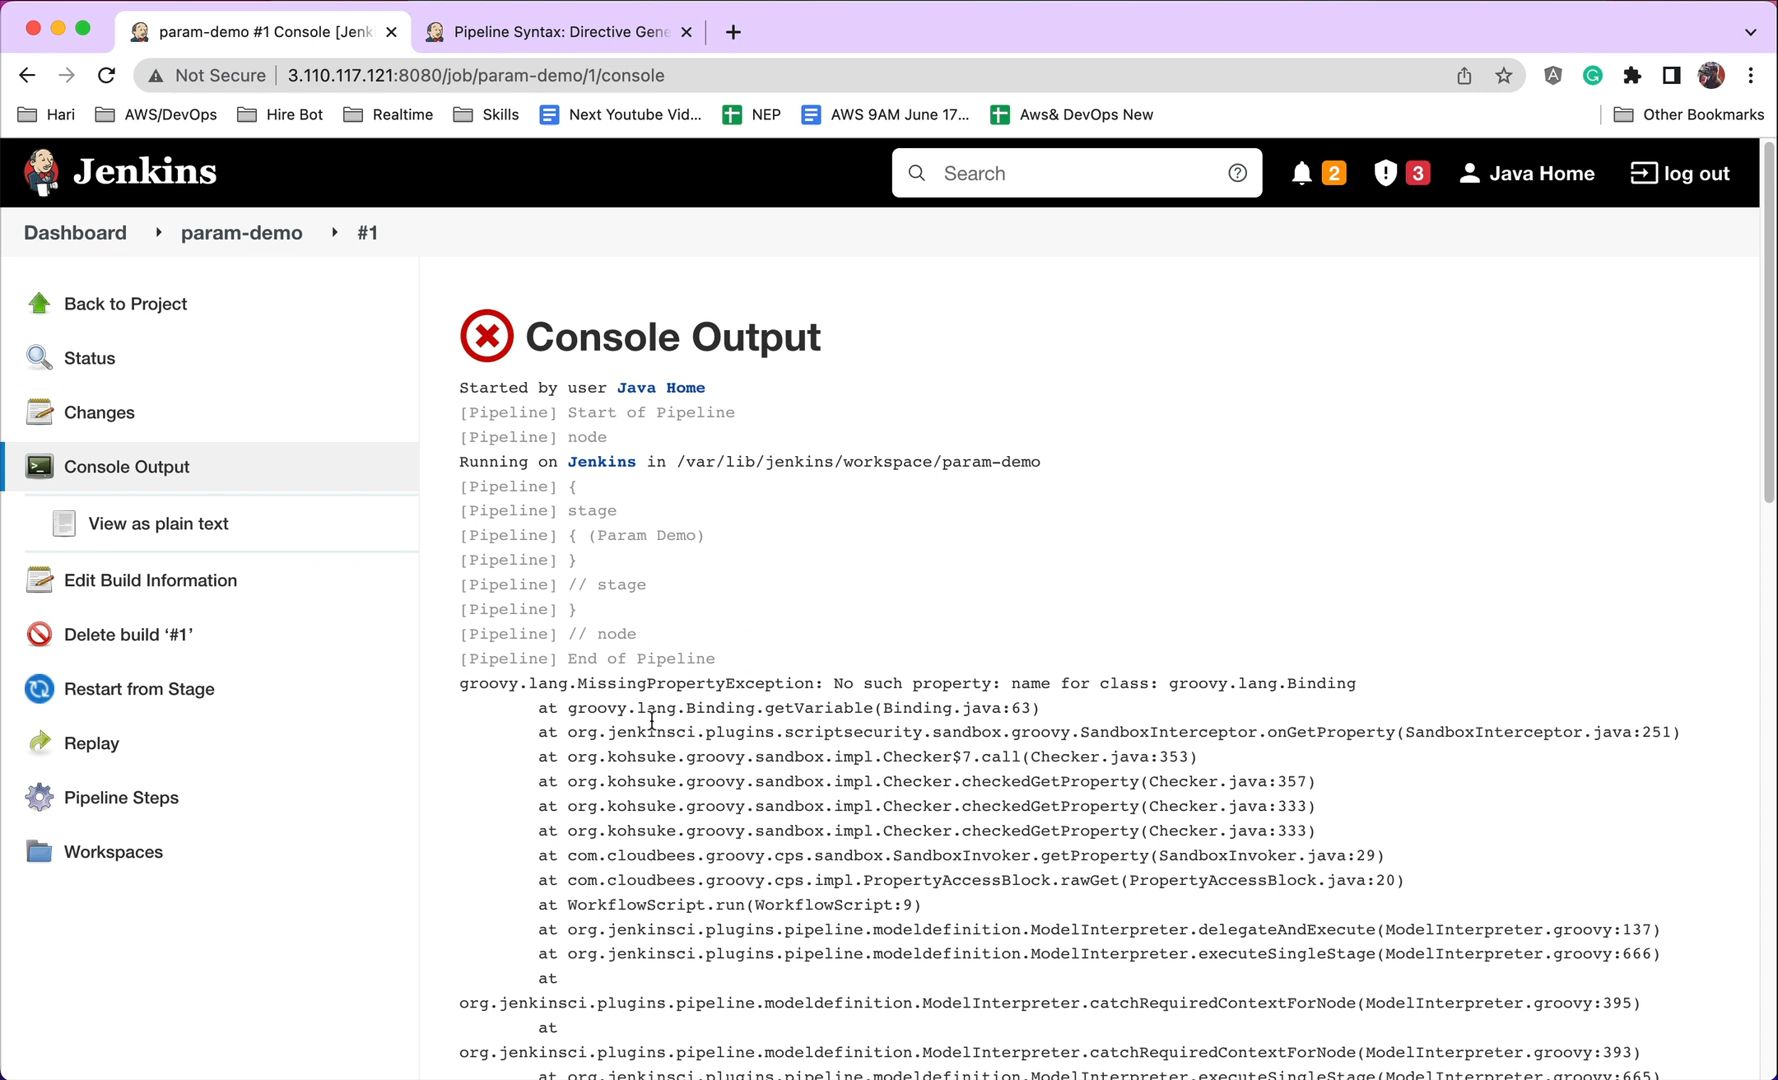 param-demo #1 Console [Jenk
Pipeline Syntax: Directive Gene
Not Secure
3.110.117.121:8080/job/param-demo/1/console
Hari
AWS/DevOps
Hire Bot
Realtime
Skills
Next Youtube Vid...
NEP
AWS 9AM June 17...
Aws& DevOps New
Other Bookmarks
Jenkins
Search
2
3
Java Home
log out
Dashboard
param-demo
#1
Back to Project
Status
Changes
Console Output
View as plain text
Edit Build Information
Delete build ‘#1’
Restart from Stage
Replay
Pipeline Steps
Workspaces
Console Output
Started by user Java Home
[Pipeline] Start of Pipeline
[Pipeline] node
Running on Jenkins in /var/lib/jenkins/workspace/param-demo
[Pipeline] {
[Pipeline] stage
[Pipeline] { (Param Demo)
[Pipeline] }
[Pipeline] // stage
[Pipeline] }
[Pipeline] // node
[Pipeline] End of Pipeline
groovy.lang.MissingPropertyException: No such property: name for class: groovy.lang.Binding
at groovy.lang.Binding.getVariable(Binding.java:63)
at org.jenkinsci.plugins.scriptsecurity.sandbox.groovy.SandboxInterceptor.onGetProperty(SandboxInterceptor.java:251)
at org.kohsuke.groovy.sandbox.impl.Checker$7.call(Checker.java:353)
at org.kohsuke.groovy.sandbox.impl.Checker.checkedGetProperty(Checker.java:357)
at org.kohsuke.groovy.sandbox.impl.Checker.checkedGetProperty(Checker.java:333)
at org.kohsuke.groovy.sandbox.impl.Checker.checkedGetProperty(Checker.java:333)
at com.cloudbees.groovy.cps.sandbox.SandboxInvoker.getProperty(SandboxInvoker.java:29)
at com.cloudbees.groovy.cps.impl.PropertyAccessBlock.rawGet(PropertyAccessBlock.java:20)
at WorkflowScript.run(WorkflowScript:9)
at org.jenkinsci.plugins.pipeline.modeldefinition.ModelInterpreter.delegateAndExecute(ModelInterpreter.groovy:137)
at org.jenkinsci.plugins.pipeline.modeldefinition.ModelInterpreter.executeSingleStage(ModelInterpreter.groovy:666)
at
org.jenkinsci.plugins.pipeline.modeldefinition.ModelInterpreter.catchRequiredContextForNode(ModelInterpreter.groovy:395)
at
org.jenkinsci.plugins.pipeline.modeldefinition.ModelInterpreter.catchRequiredContextForNode(ModelInterpreter.groovy:393)
at org.jenkinsci.plugins.pipeline.modeldefinition.ModelInterpreter.executeSingleStage(ModelInterpreter.groovy:665)